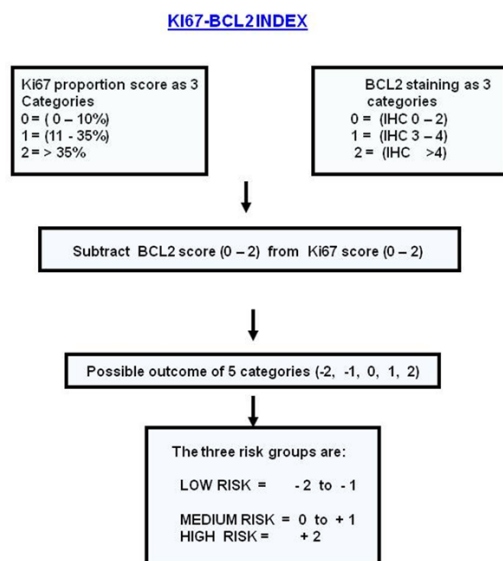 KI67-BCL2 INDEX
Ki67 proportion score as 3
Categories
0 = ( 0 – 10%)
1 = (11 - 35%)
2 = > 35%
BCL2 staining as 3
categories
0 = (IHC 0 – 2)
1 = (IHC 3 – 4)
2 = (IHC >4)
Subtract BCL2 score (0 – 2) from Ki67 score (0 – 2)
Possible outcome of 5 categories (-2, -1, 0, 1, 2)
The three risk groups are:
LOW RISK = - 2 to - 1
MEDIUM RISK = 0 to + 1
HIGH RISK = + 2